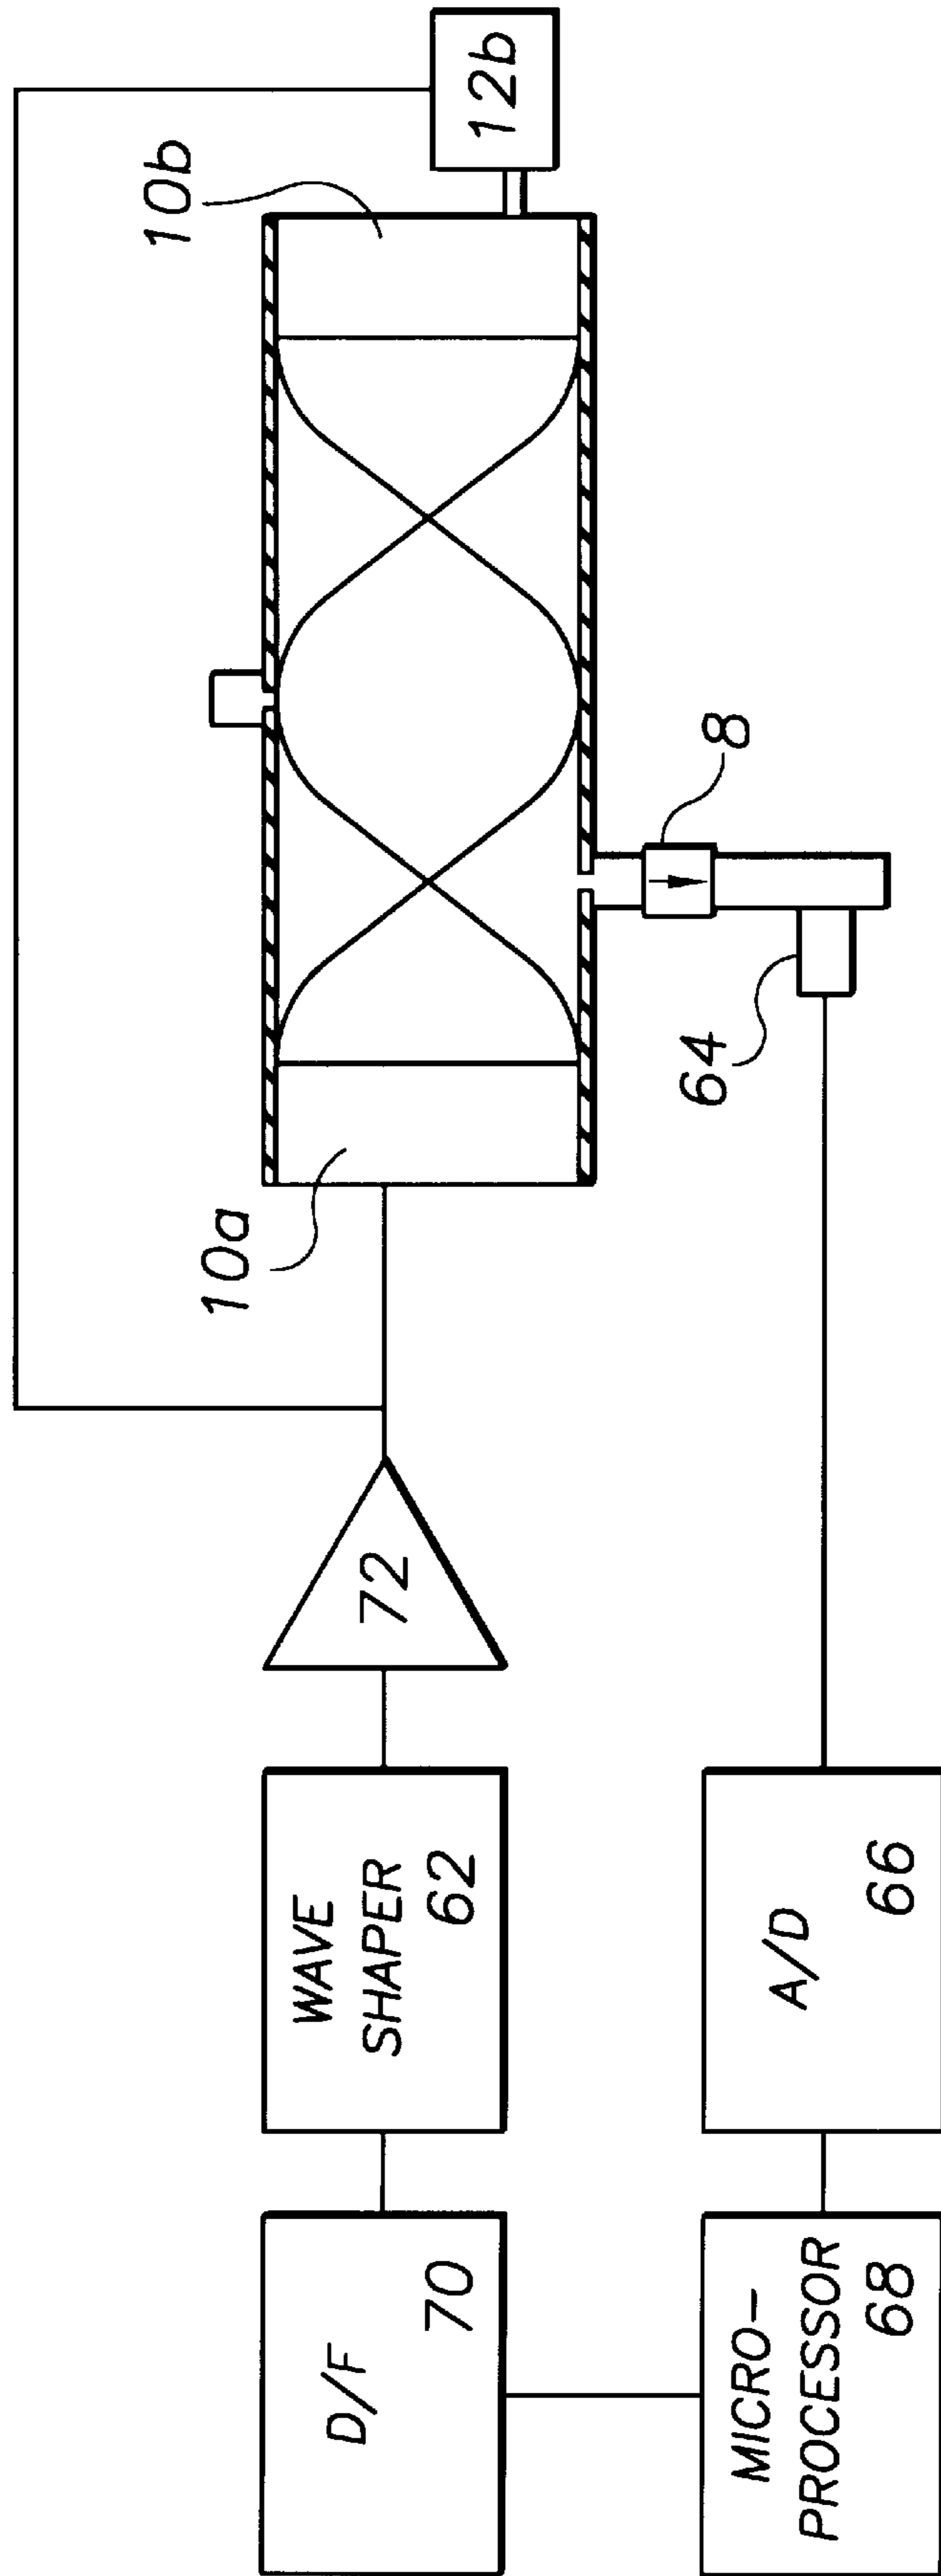 10b
12b
10a
8
64
72
WAVE
SHAPER
62
A/D
66
D/F
70
MICRO-
PROCESSOR
68